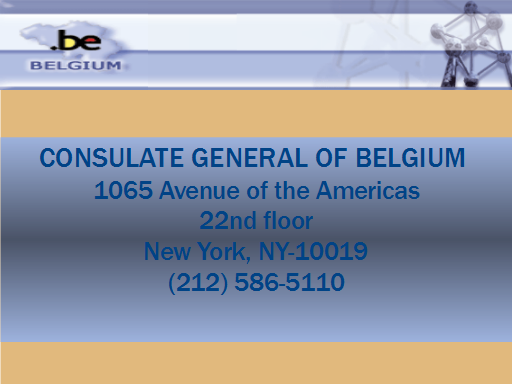 .be
BELGIUM
CONSULATE GENERAL OF BELGIUM
1065 Avenue of the Americas
22nd floor
New York, NY-10019
(212) 586-5110